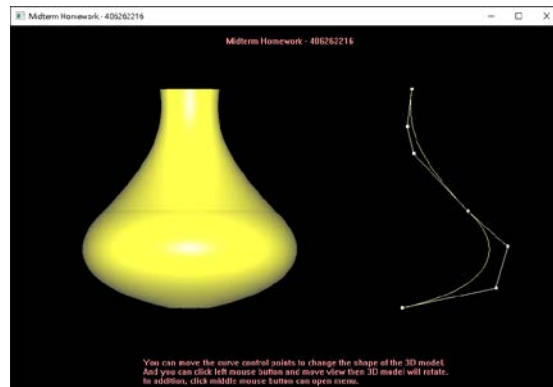 Midterm Homework - 406262216
Midterm Homework - 406262216
You can move the curve control points to change the shape of the 3D model.
And you can click left mouse button and move view then 3D model will rotate.
In addition, click middle mouse button can open menu.